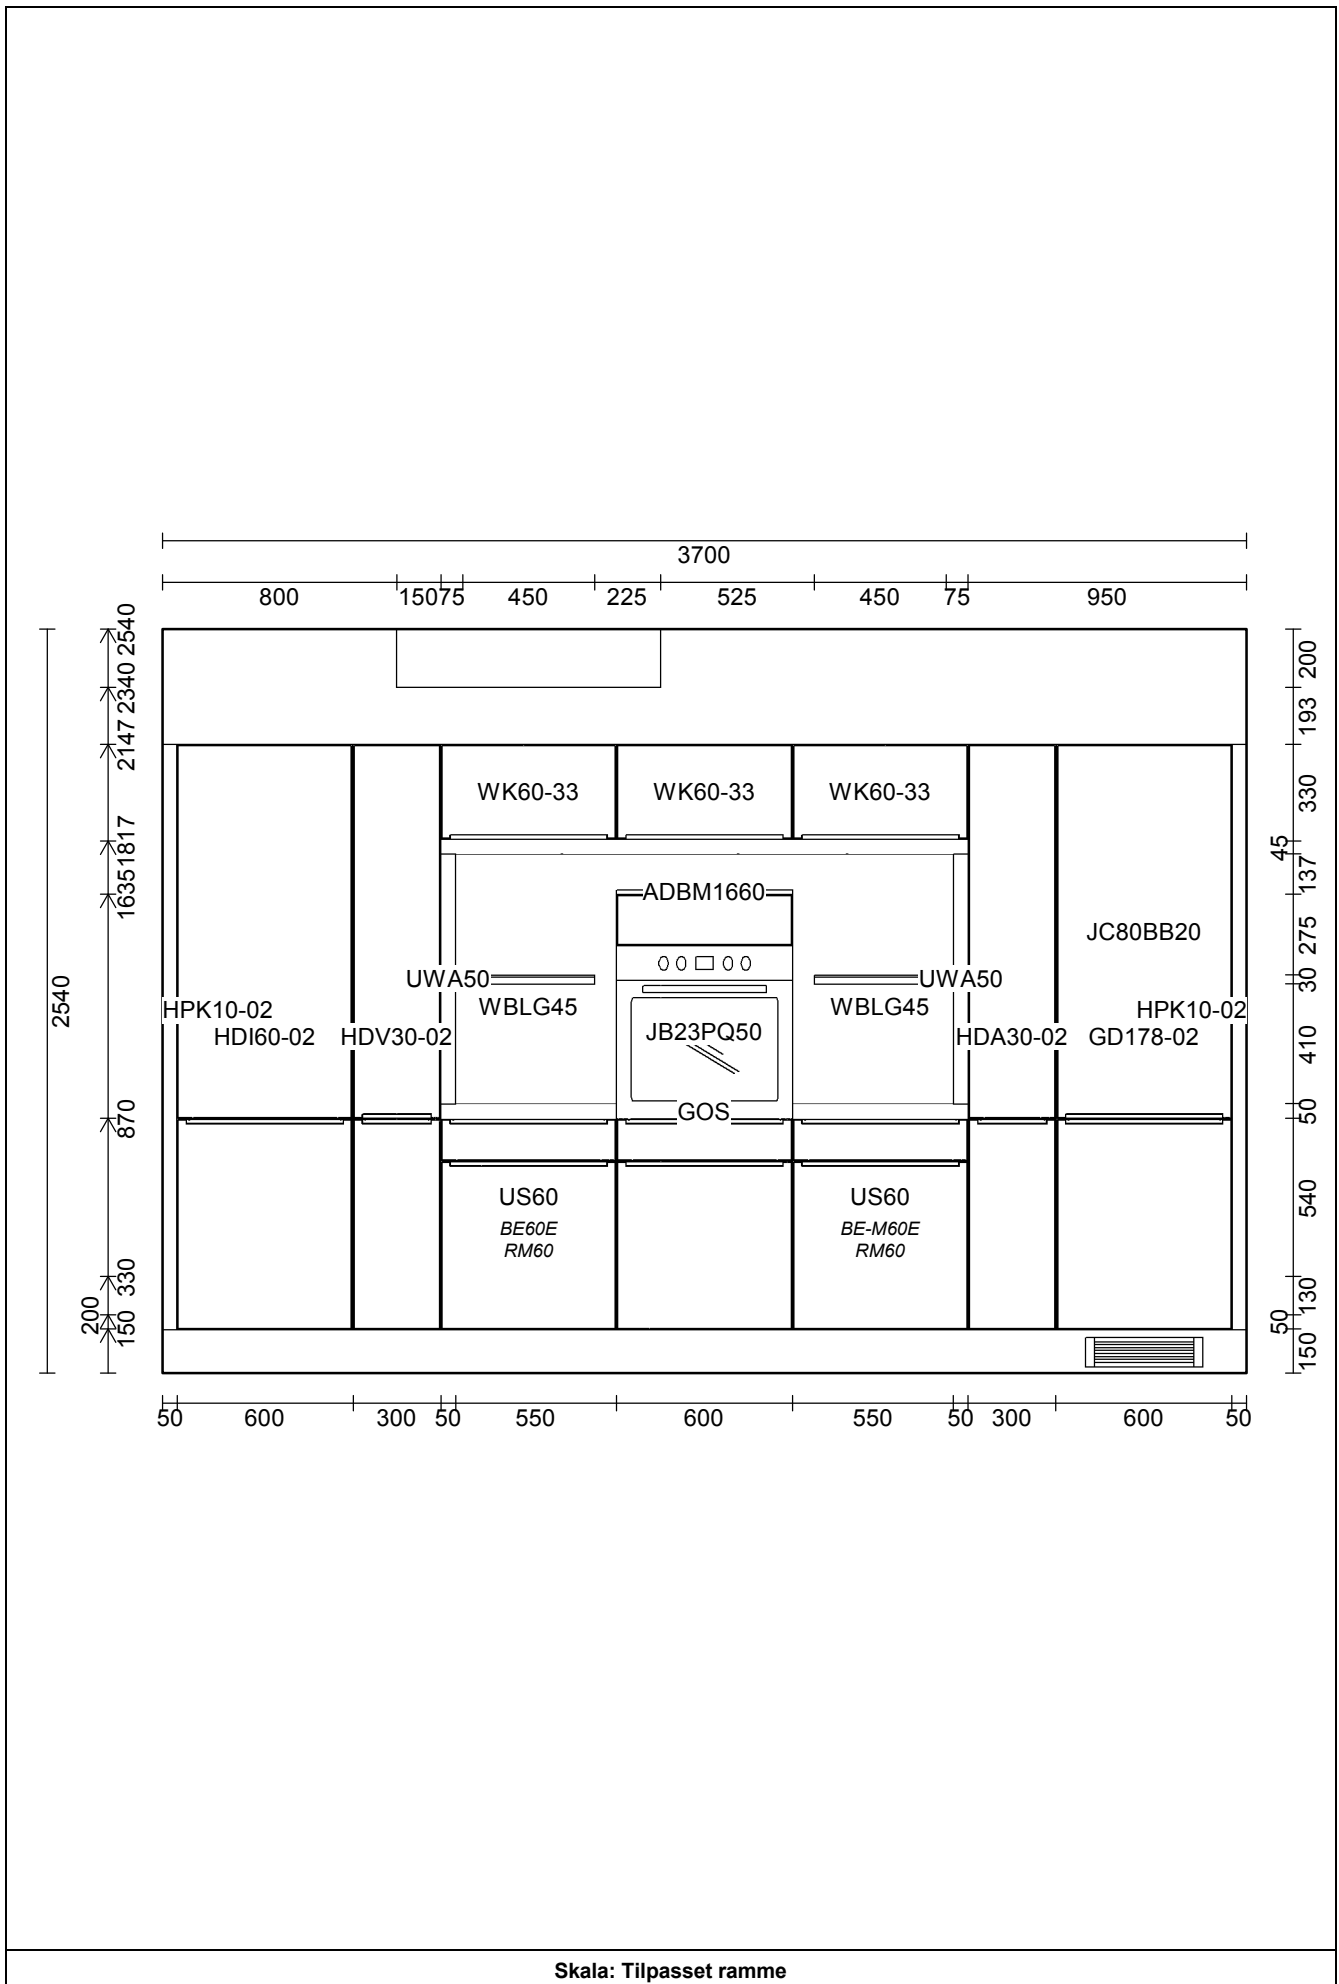 3700
800 150 75 450 225 525 450 75 950
2540
2540
2340
2147
1817
1635
870
330
200
150
200
193
330
45
137
275
30
410
50
540
130
50
150
WK60-33 WK60-33 WK60-33
ADBM1660
JC80BB20
UWA50 UWA50
WBLG45 WBLG45
HPK10-02 HPK10-02
JB23PQ50
HDI60-02 HDV30-02 HDA30-02 GD178-02
GOS
US60 US60
BE60E BE-M60E
RM60 RM60
50 600 300 50 550 600 550 50 300 600 50
Skala: Tilpasset ramme